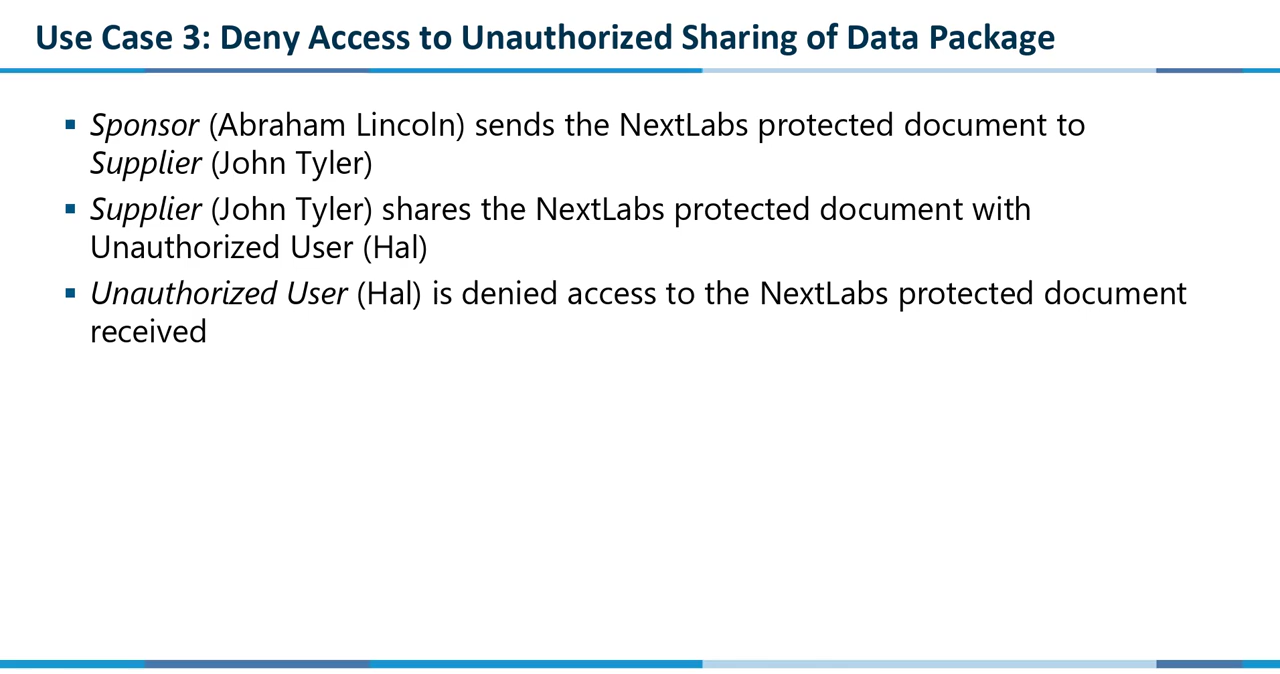 Use Case 3: Deny Access to Unauthorized Sharing of Data Package
▪ Sponsor (Abraham Lincoln) sends the NextLabs protected document to
Supplier (John Tyler)
▪ Supplier (John Tyler) shares the NextLabs protected document with
Unauthorized User (Hal)
▪ Unauthorized User (Hal) is denied access to the NextLabs protected document
received